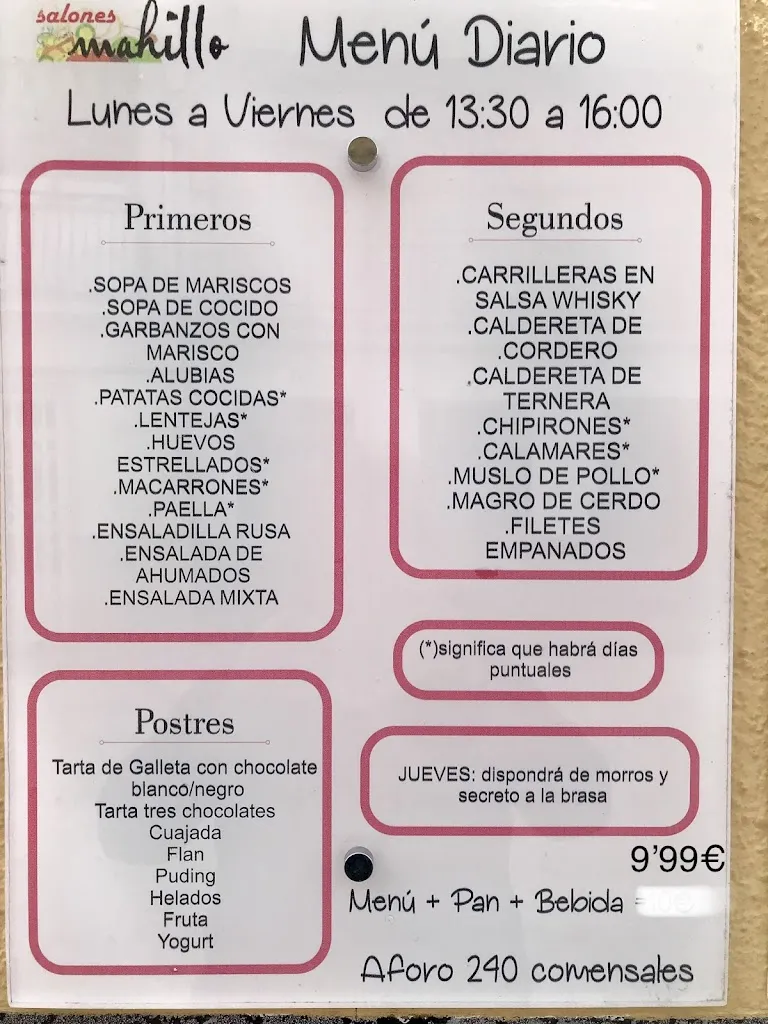 salones
mahillo
Menú Diario
Lunes a Viernes de 13:30 a 16:00
Primeros
.SOPA DE MARISCOS
.SOPA DE COCIDO
.GARBANZOS CON
MARISCO
.ALUBIAS
.PATATAS COCIDAS*
.LENTEJAS*
.HUEVOS
ESTRELLADOS*
.MACARRONES*
.PAELLA*
.ENSALADILLA RUSA
.ENSALADA DE
AHUMADOS
.ENSALADA MIXTA
Segundos
.CARRILLERAS EN
SALSA WHISKY
.CALDERETA DE
.CORDERO
.CALDERETA DE
TERNERA
.CHIPIRONES*
.CALAMARES*
.MUSLO DE POLLO*
.MAGRO DE CERDO
.FILETES
EMPANADOS
(*)significa que habrá días
puntuales
Postres
Tarta de Galleta con chocolate
blanco/negro
Tarta tres chocolates
Cuajada
Flan
Puding
Helados
Fruta
Yogurt
JUEVES: dispondrá de morros y
secreto a la brasa
9'99€
Menú + Pan + Bebida =
Aforo 240 comensales